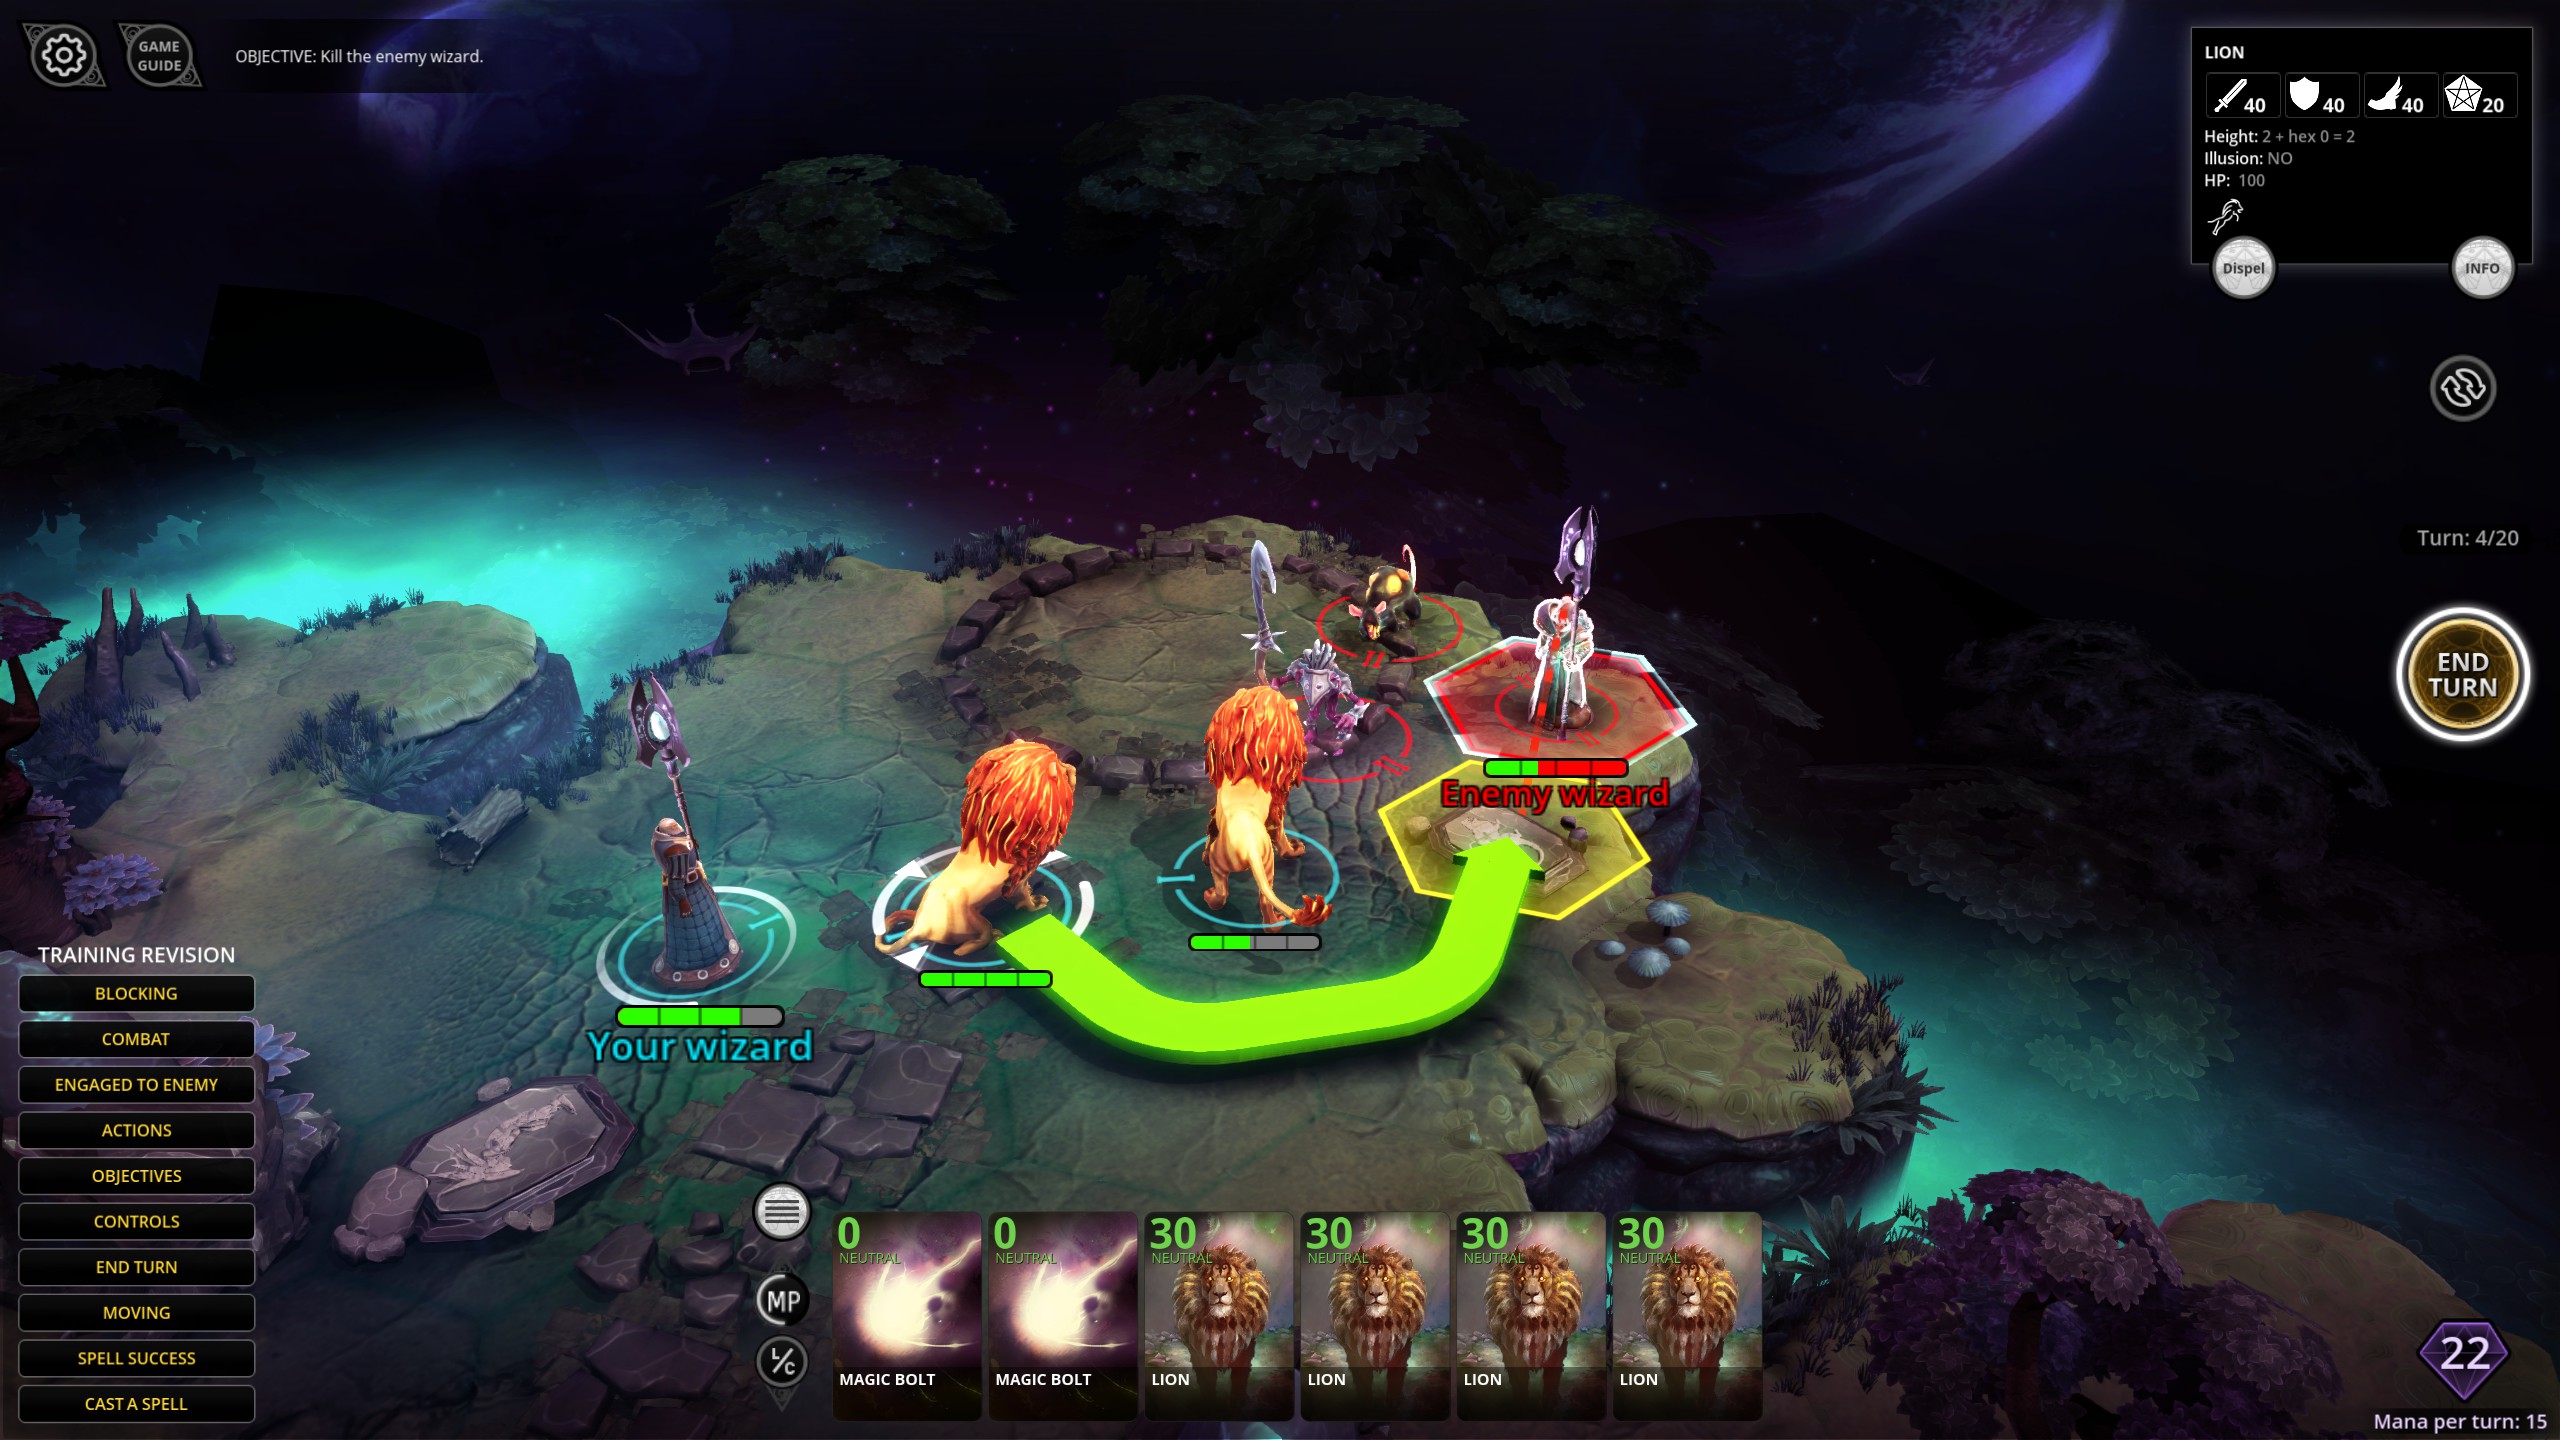 GAME
GUIDE
OBJECTIVE: Kill the enemy wizard.
LION
40
40
40
20
Height: 2 + hex 0 = 2
Illusion: NO
HP: 100
Dispel
INFO
Turn: 4/20
END
TURN
Enemy wizard
Your wizard
TRAINING REVISION
BLOCKING
COMBAT
ENGAGED TO ENEMY
ACTIONS
OBJECTIVES
CONTROLS
END TURN
MOVING
SPELL SUCCESS
CAST A SPELL
MP
L/C
0
NEUTRAL
MAGIC BOLT
0
NEUTRAL
MAGIC BOLT
30
NEUTRAL
LION
30
NEUTRAL
LION
30
NEUTRAL
LION
30
NEUTRAL
LION
22
Mana per turn: 15